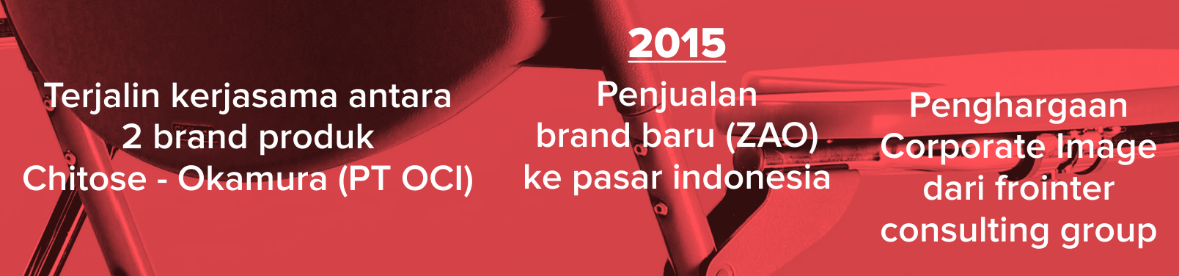 Terjalin kerjasama antara
2 brand produk
Chitose - Okamura (PT OCI)
2015
Penjualan
brand baru (ZAO)
ke pasar indonesia
Penghargaan
Corporate Image
dari frointer
consulting group